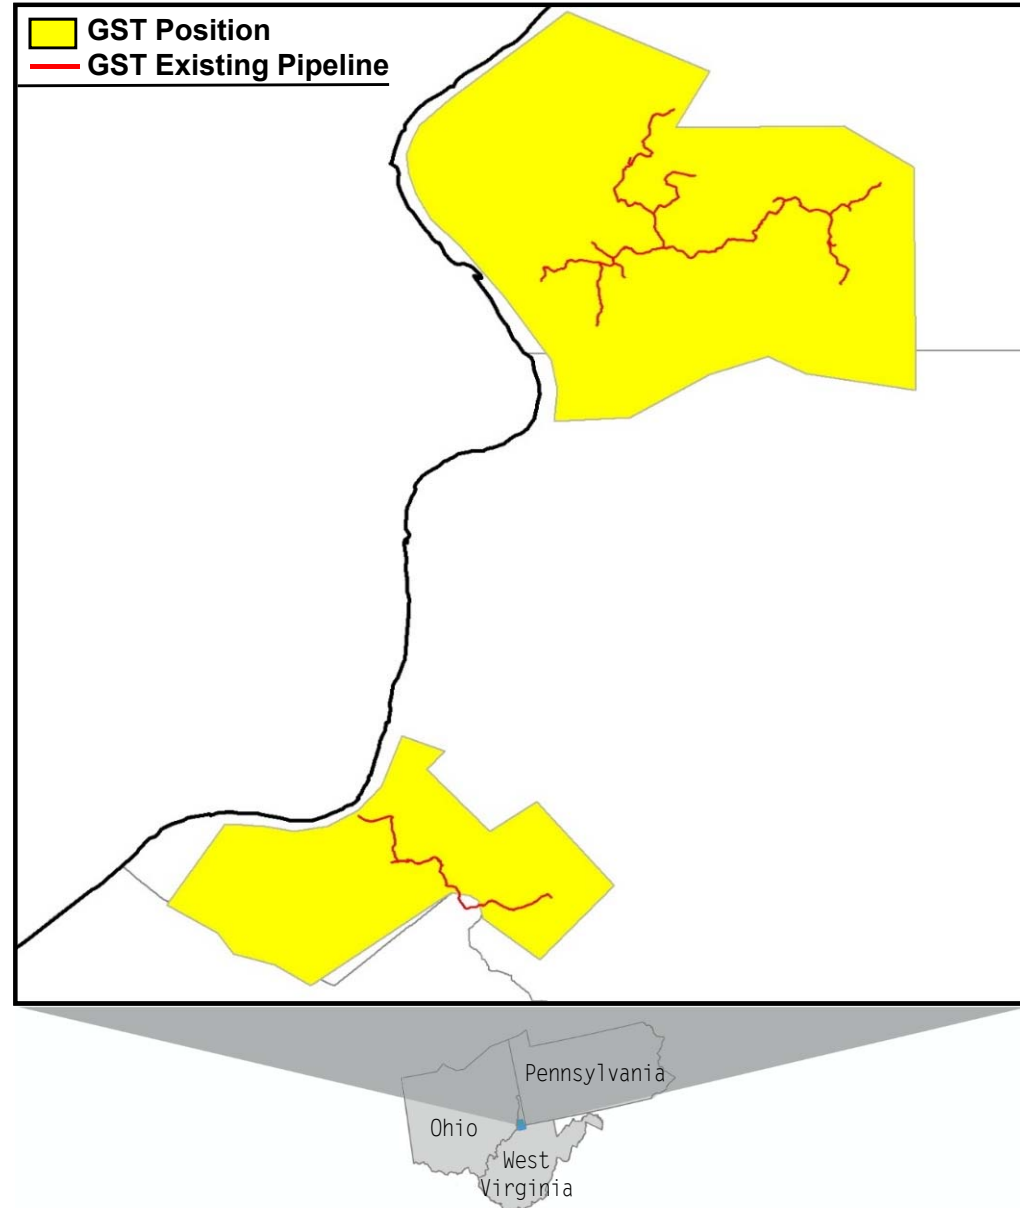 GST Position
GST Existing Pipeline
Pennsylvania
Ohio
West
Virginia